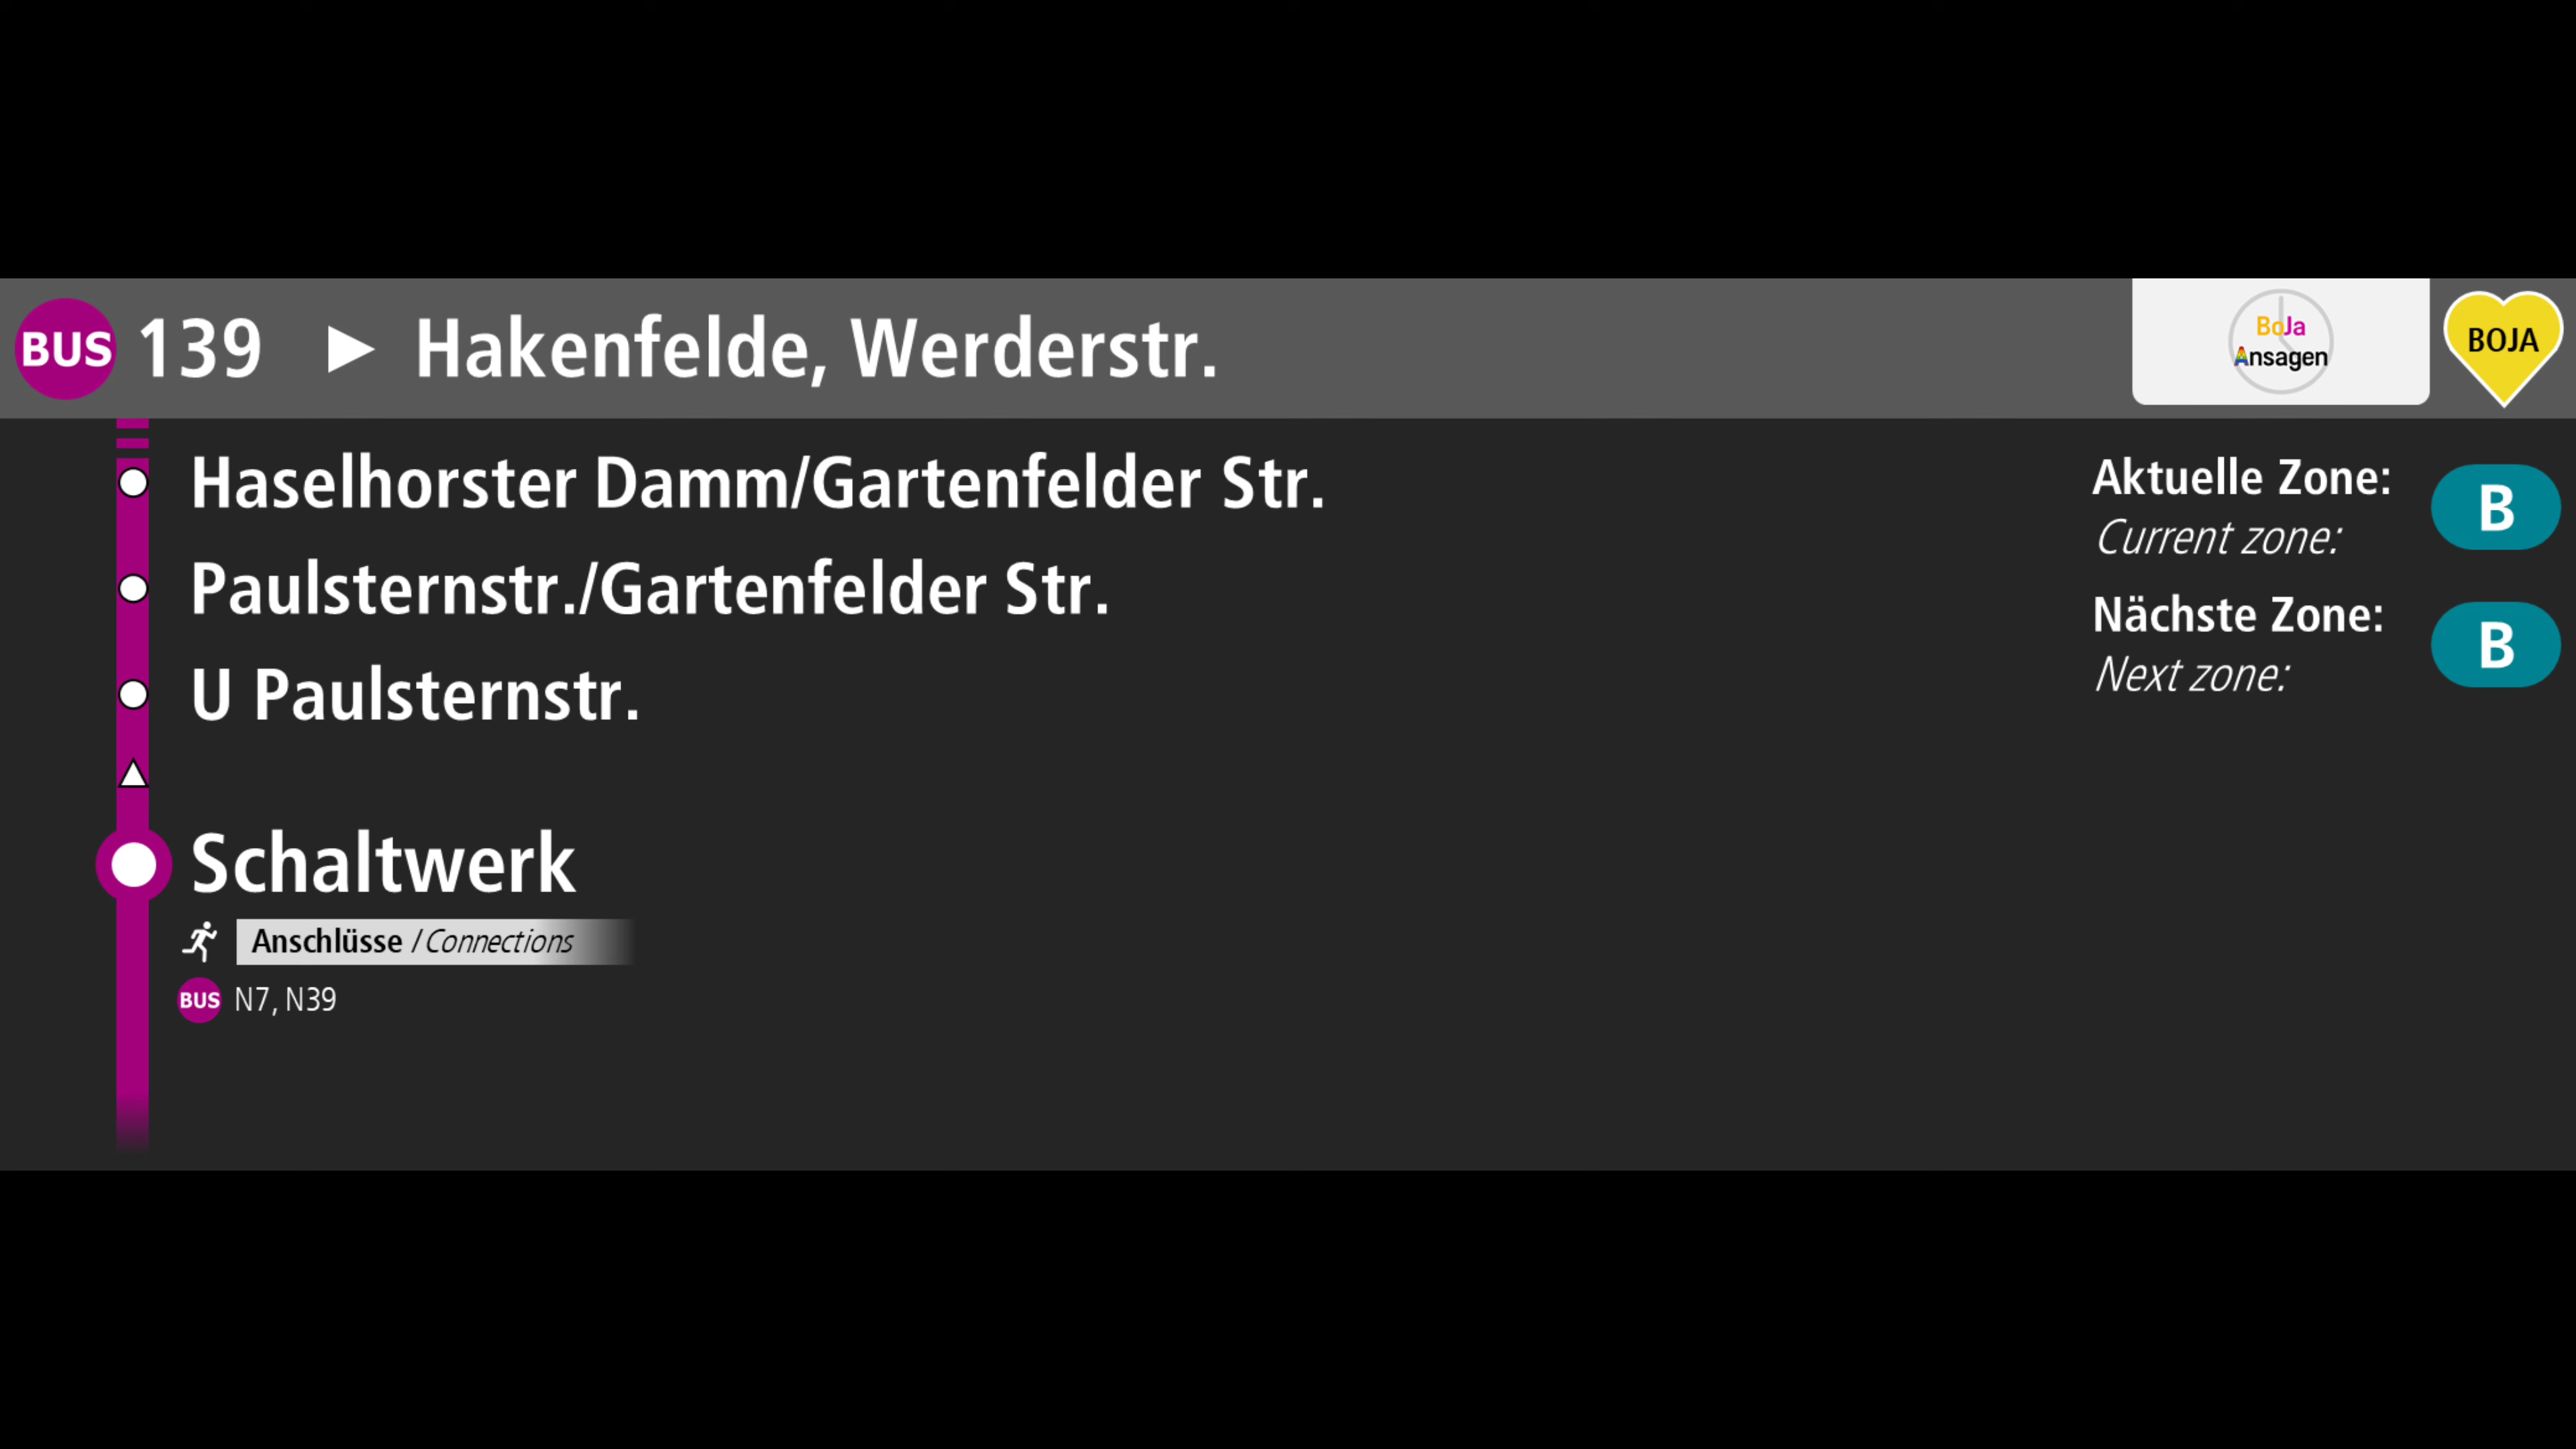 BUS 139 ► Hakenfelde, Werderstr.
BoJa
Ansagen
BOJA
Haselhorster Damm/Gartenfelder Str.
Paulsternstr./Gartenfelder Str.
U Paulsternstr.
Schaltwerk
Anschlüsse / Connections
BUS N7, N39
Aktuelle Zone: B
Current zone:
Nächste Zone: B
Next zone: